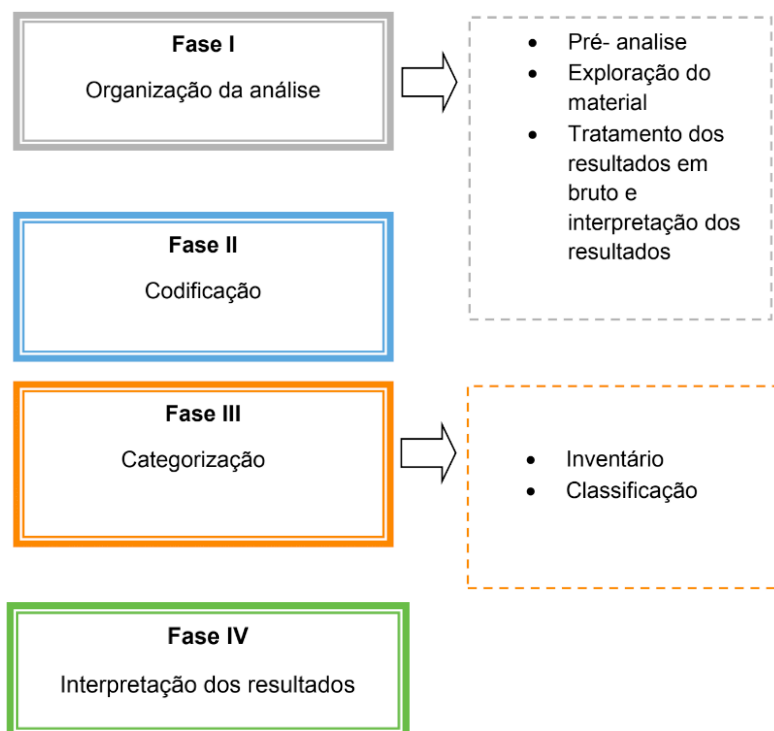 Fase I
Organização da análise
• Pré- analise
• Exploração do
material
• Tratamento dos
resultados em
bruto e
interpretação dos
resultados
Fase II
Codificação
Fase III
Categorização
• Inventário
• Classificação
Fase IV
Interpretação dos resultados